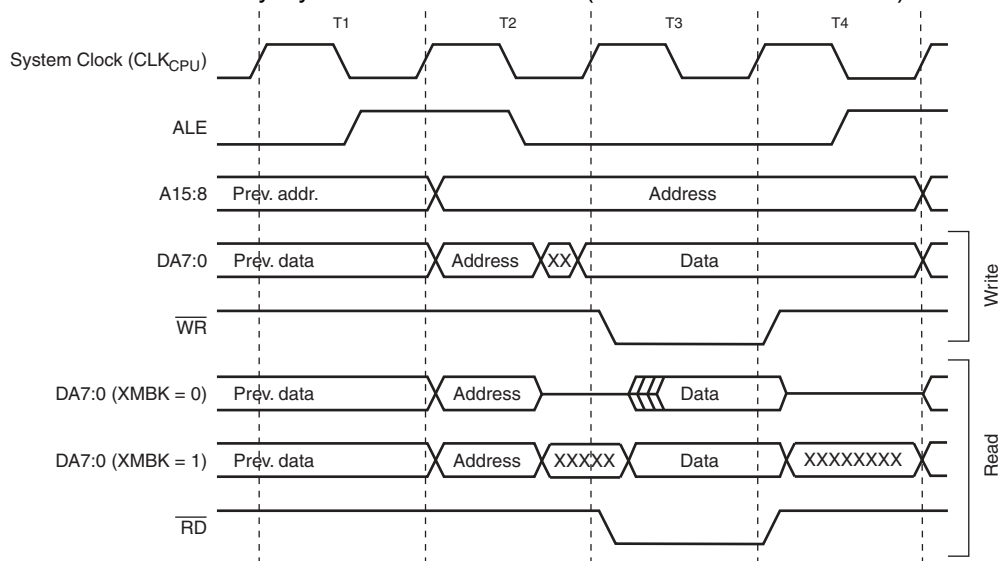 T1 T2 T3 T4
System Clock (CLKCPU)
ALE
A15:8 Prev. addr. Address
DA7:0 Prev. data Address XX Data
WR
Write
DA7:0 (XMBK = 0) Prev. data Address Data
DA7:0 (XMBK = 1) Prev. data Address XXXXX Data XXXXXXXX
RD
Read